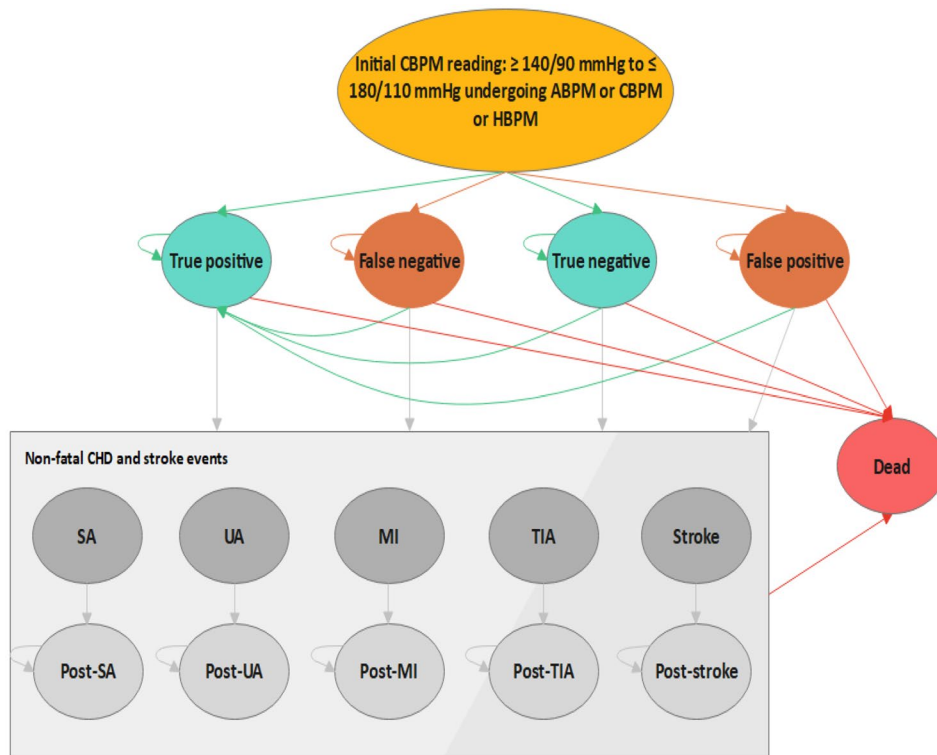 Initial CBPM reading: ≥ 140/90 mmHg to ≤
180/110 mmHg undergoing ABPM or CBPM
or HBPM
True positive
False negative
True negative
False positive
Dead
Non-fatal CHD and stroke events
SA
UA
MI
TIA
Stroke
Post-SA
Post-UA
Post-MI
Post-TIA
Post-stroke